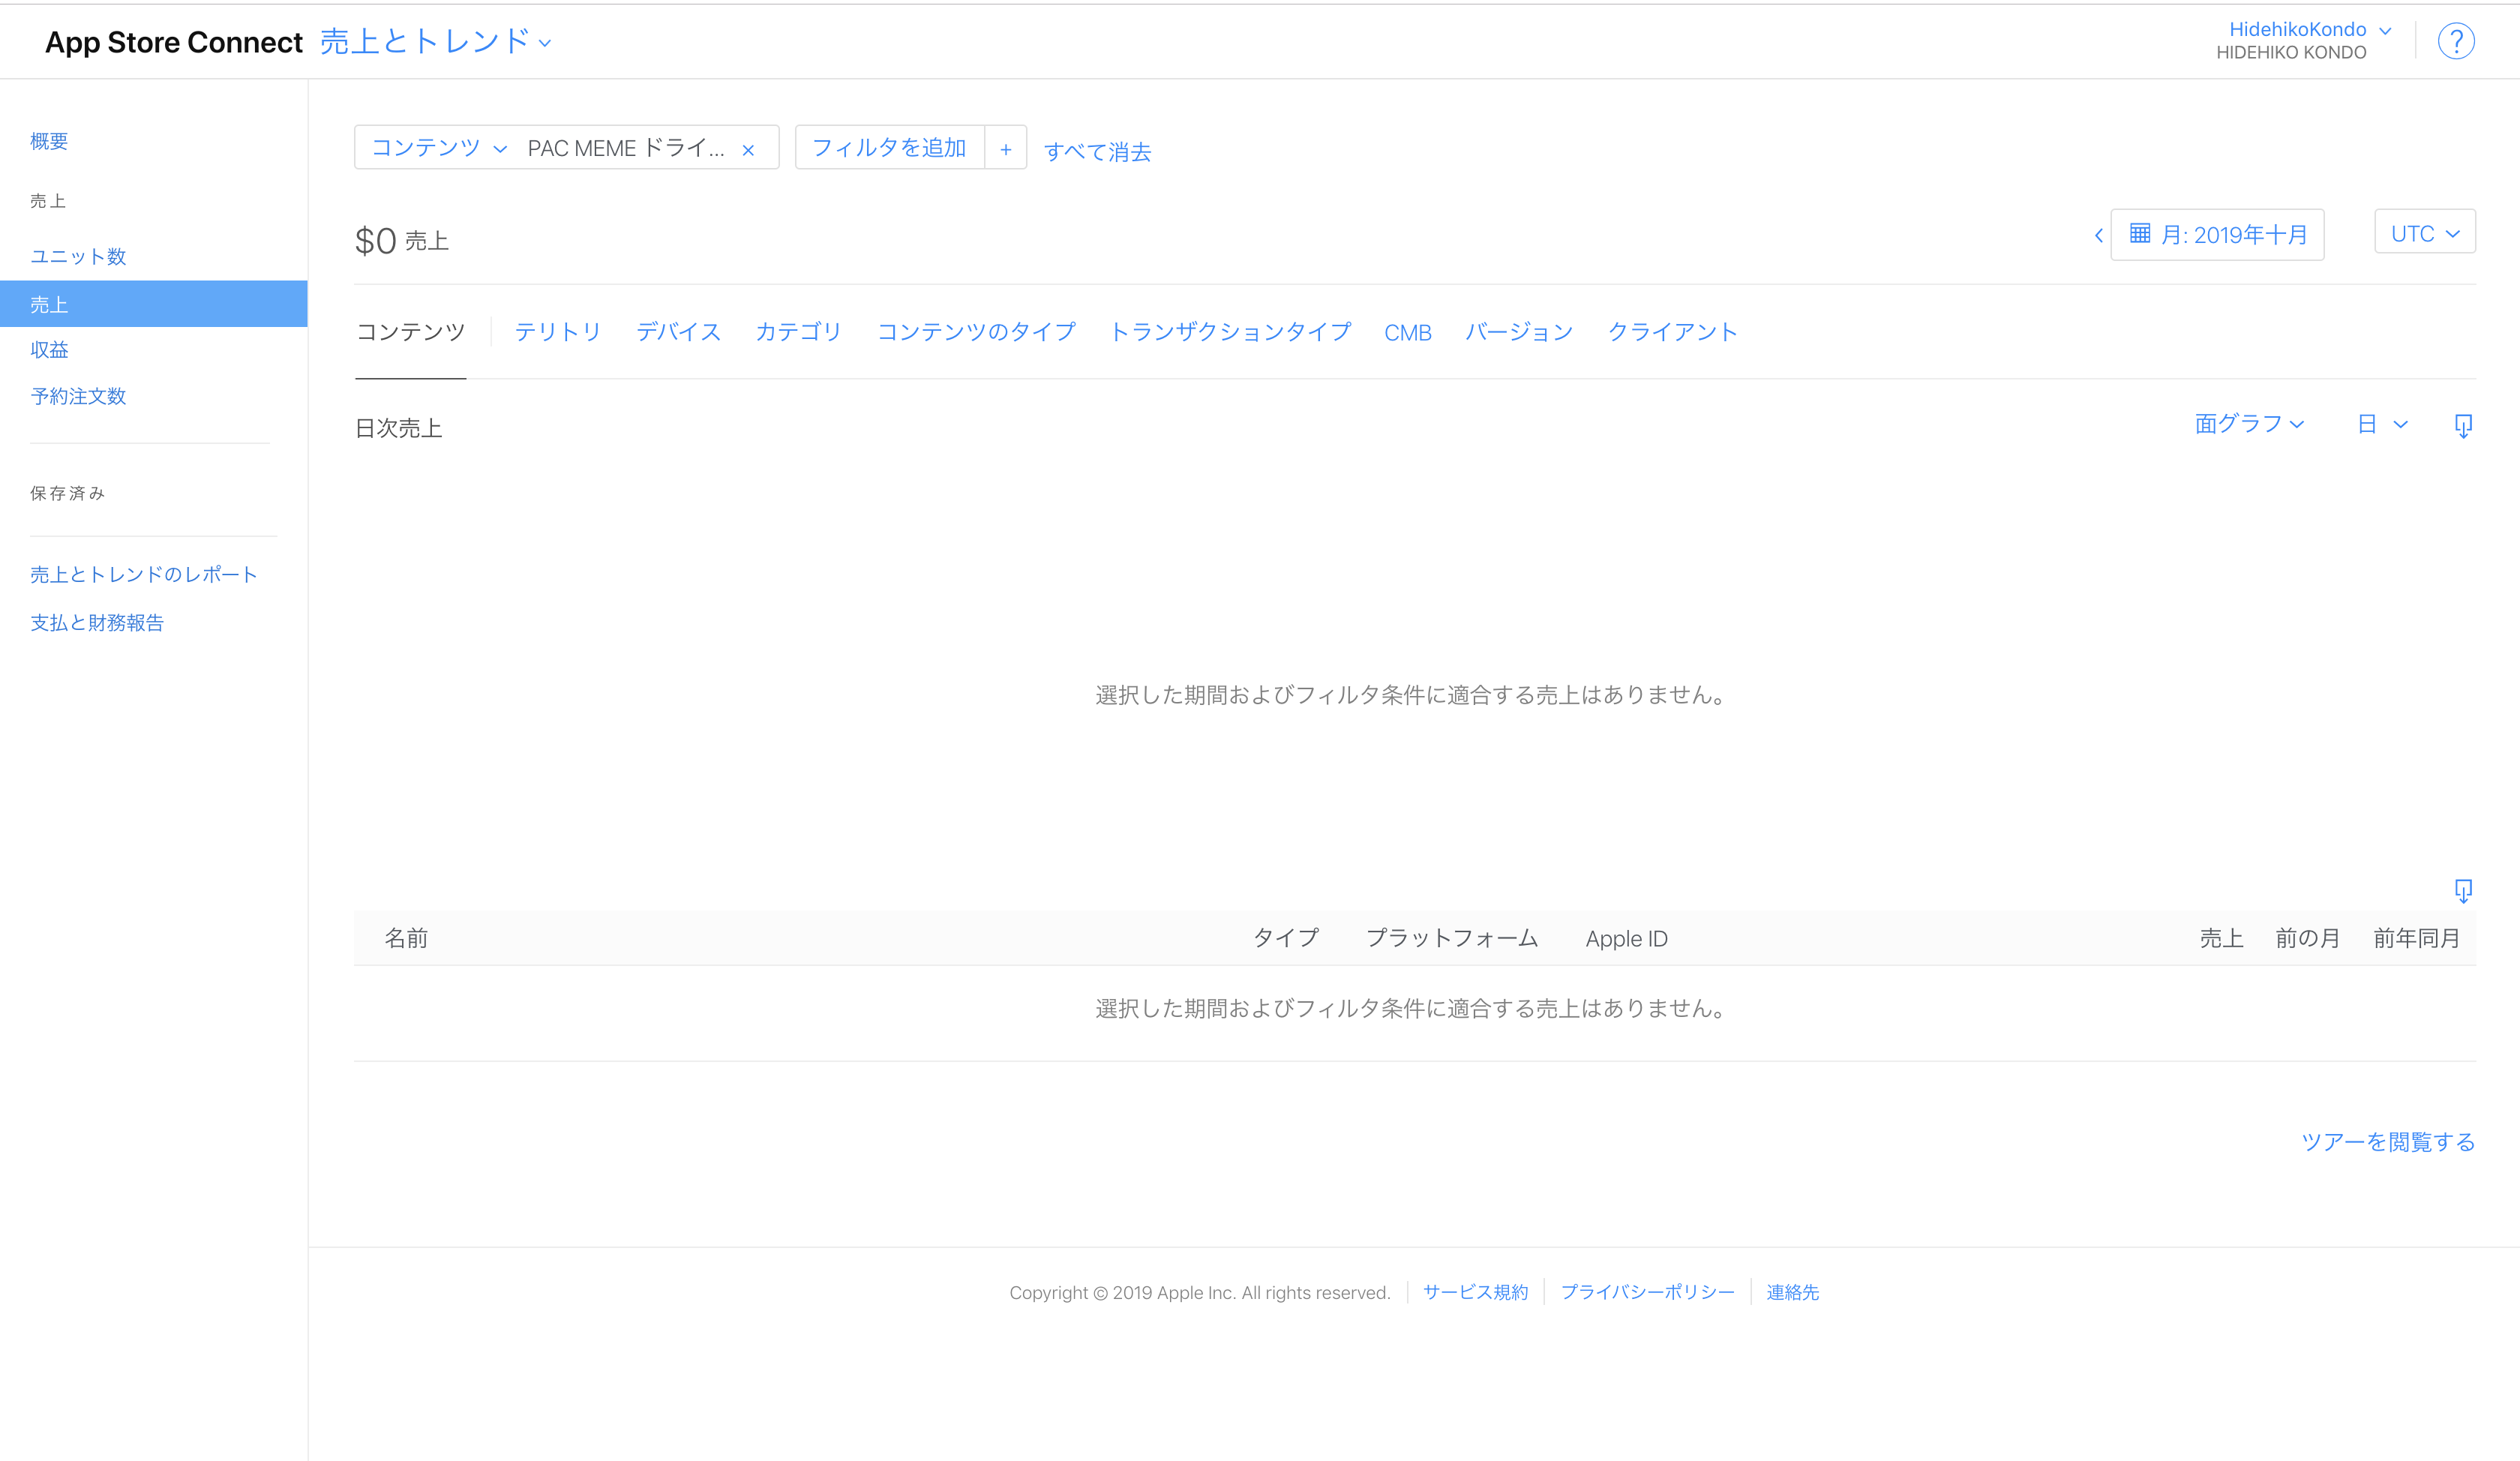 App Store Connect 売上とトレンド
HidehikoKondo
HIDEHIKO KONDO
?
概要
売上
ユニット数
売上
収益
予約注文数
保存済み
売上とトレンドのレポート
支払と財務報告
コンテンツ PAC MEME ドライ... × フィルタを追加 + すべて消去
$0 売上
月: 2019年十月 UTC
コンテンツ テリトリ デバイス カテゴリ コンテンツのタイプ トランザクションタイプ CMB バージョン クライアント
日次売上 面グラフ 日
選択した期間およびフィルタ条件に適合する売上はありません。
名前 タイプ プラットフォーム Apple ID 売上 前の月 前年同月
選択した期間およびフィルタ条件に適合する売上はありません。
ツアーを閲覧する
Copyright © 2019 Apple Inc. All rights reserved. サービス規約 プライバシーポリシー 連絡先